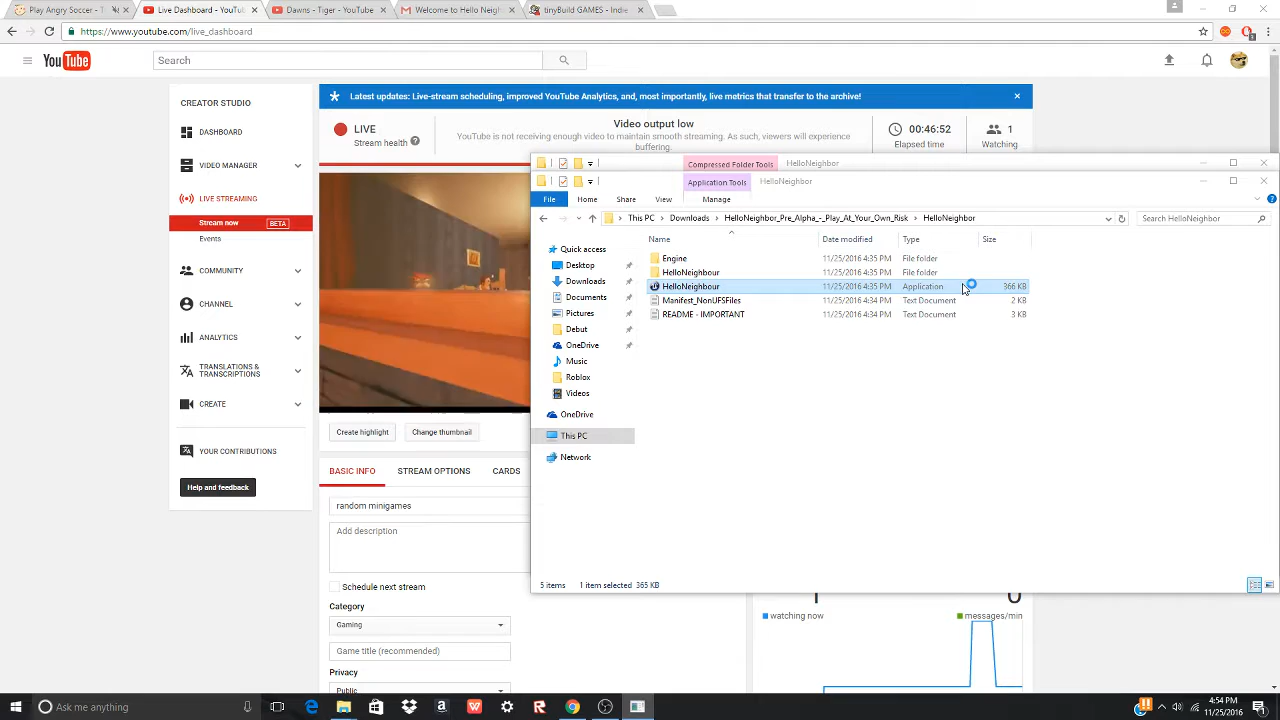 Play Angry Soccer - T
Live Dashboard - YouTu
Dawns - Tiger - YouTube
Welcome to Hello Neigh
tinyBuild GAMES - Indie
https://www.youtube.com/live_dashboard
YouTube
Search
CREATOR STUDIO
DASHBOARD
VIDEO MANAGER
LIVE STREAMING
Stream now
BETA
Events
COMMUNITY
CHANNEL
ANALYTICS
TRANSLATIONS &
TRANSCRIPTIONS
CREATE
YOUR CONTRIBUTIONS
Help and feedback
Latest updates: Live-stream scheduling, improved YouTube Analytics, and, most importantly, live metrics that transfer to the archive!
LIVE
Stream health
Video output low
YouTube is not receiving enough video to maintain smooth streaming. As such, viewers will experience
buffering.
00:46:52
Elapsed time
1
Watching
Create highlight
Change thumbnail
BASIC INFO
STREAM OPTIONS
CARDS
random minigames
Add description
Schedule next stream
Category
Gaming
Game title (recommended)
Privacy
Public
Compressed Folder Tools
HelloNeighbor
Application Tools
HelloNeighbor
File
Home
Share
View
Manage
This PC
Downloads
HelloNeighbor_Pre_Alpha_-_Play_At_Your_Own_Risk
HelloNeighbor
Search HelloNeighbor
Quick access
Desktop
Downloads
Documents
Pictures
Debut
OneDrive
Music
Roblox
Videos
OneDrive
This PC
Network
Name Date modified Type Size
Engine 11/25/2016 4:35 PM File folder
HelloNeighbour 11/25/2016 4:35 PM File folder
HelloNeighbour 11/25/2016 4:35 PM Application 366 KB
Manifest_NonUFSFiles 11/25/2016 4:34 PM Text Document 2 KB
README - IMPORTANT 11/25/2016 4:34 PM Text Document 3 KB
5 items 1 item selected 365 KB
watching now
messages/min
Ask me anything
4:54 PM
11/25/2016